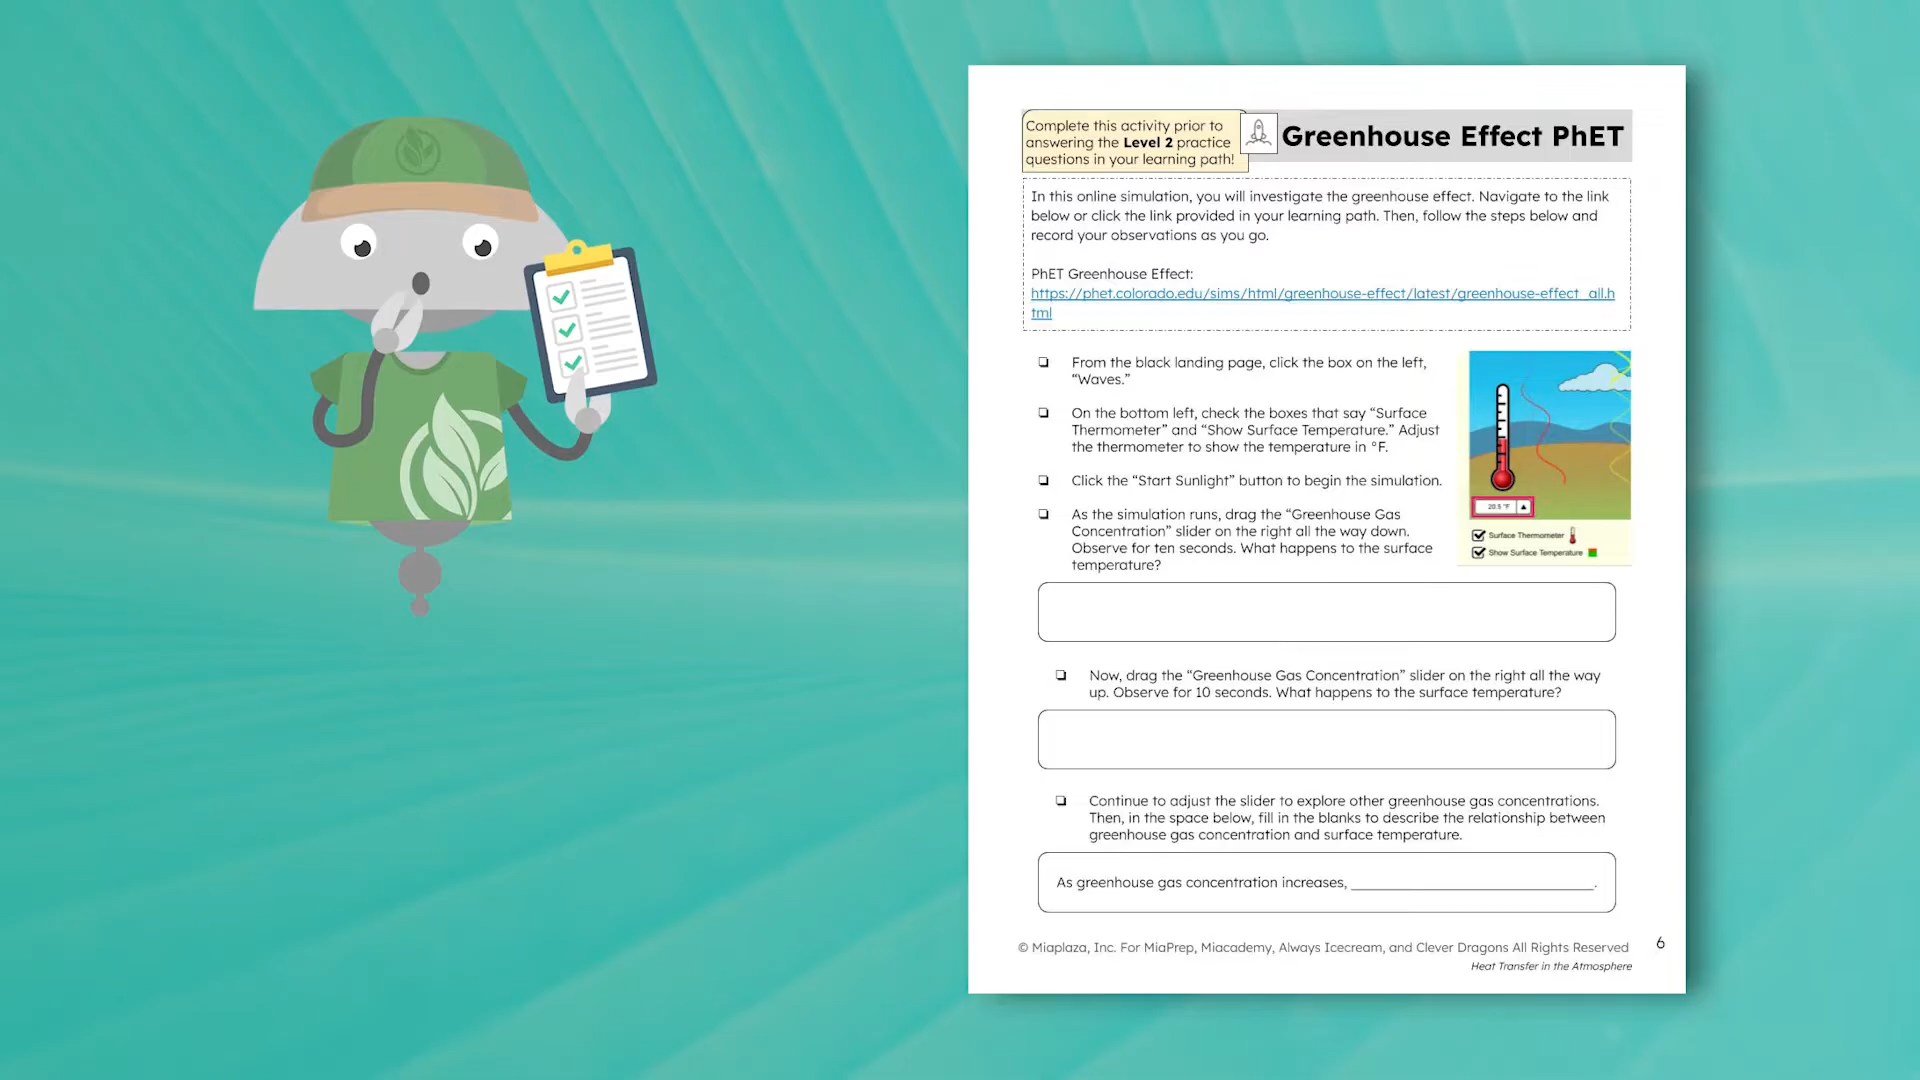 Complete this activity prior to
answering the Level 2 practice
questions in your learning path!
Greenhouse Effect PhET
In this online simulation, you will investigate the greenhouse effect. Navigate to the link
below or click the link provided in your learning path. Then, follow the steps below and
record your observations as you go.
PhET Greenhouse Effect:
https://phet.colorado.edu/sims/html/greenhouse-effect/latest/greenhouse-effect_all.h
tml
From the black landing page, click the box on the left,
“Waves.”
On the bottom left, check the boxes that say “Surface
Thermometer” and “Show Surface Temperature.” Adjust
the thermometer to show the temperature in °F.
Click the “Start Sunlight” button to begin the simulation.
As the simulation runs, drag the “Greenhouse Gas
Concentration” slider on the right all the way down.
Observe for ten seconds. What happens to the surface
temperature?
20.5 °F
Surface Thermometer
Show Surface Temperature
Now, drag the “Greenhouse Gas Concentration” slider on the right all the way
up. Observe for 10 seconds. What happens to the surface temperature?
Continue to adjust the slider to explore other greenhouse gas concentrations.
Then, in the space below, fill in the blanks to describe the relationship between
greenhouse gas concentration and surface temperature.
As greenhouse gas concentration increases, ______________________________.
© Miaplaza, Inc. For MiaPrep, Miacademy, Always Icecream, and Clever Dragons All Rights Reserved
6
Heat Transfer in the Atmosphere